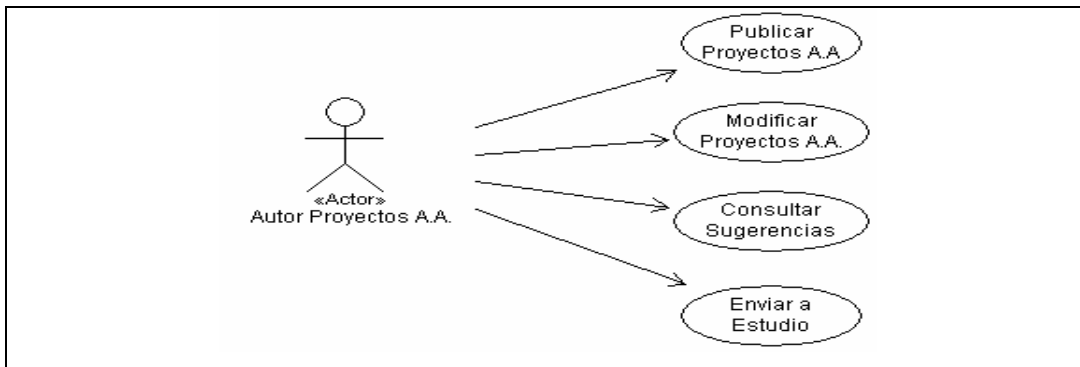 Publicar
Proyectos A.A
Modificar
Proyectos A.A.
«Actor»
Autor Proyectos A.A.
Consultar
Sugerencias
Enviar a
Estudio